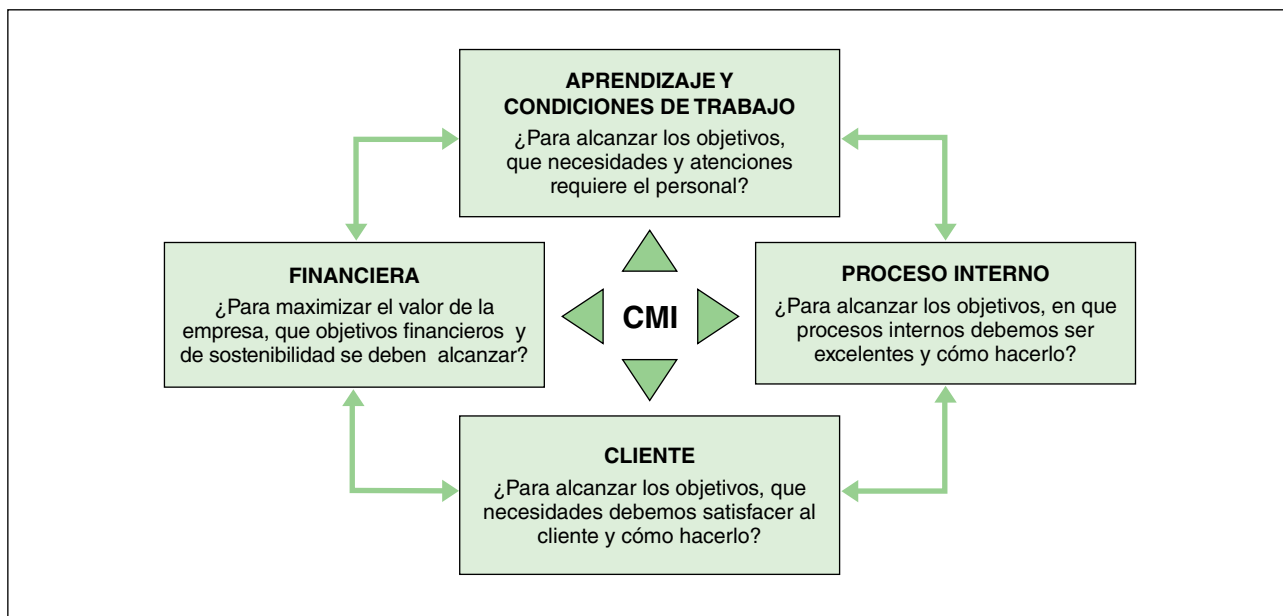 APRENDIZAJE Y
CONDICIONES DE TRABAJO
¿Para alcanzar los objetivos,
que necesidades y atenciones
requiere el personal?
FINANCIERA
¿Para maximizar el valor de la
empresa, que objetivos financieros y
de sostenibilidad se deben alcanzar?
CMI
PROCESO INTERNO
¿Para alcanzar los objetivos, en que
procesos internos debemos ser
excelentes y cómo hacerlo?
CLIENTE
¿Para alcanzar los objetivos, que
necesidades debemos satisfacer al
cliente y cómo hacerlo?